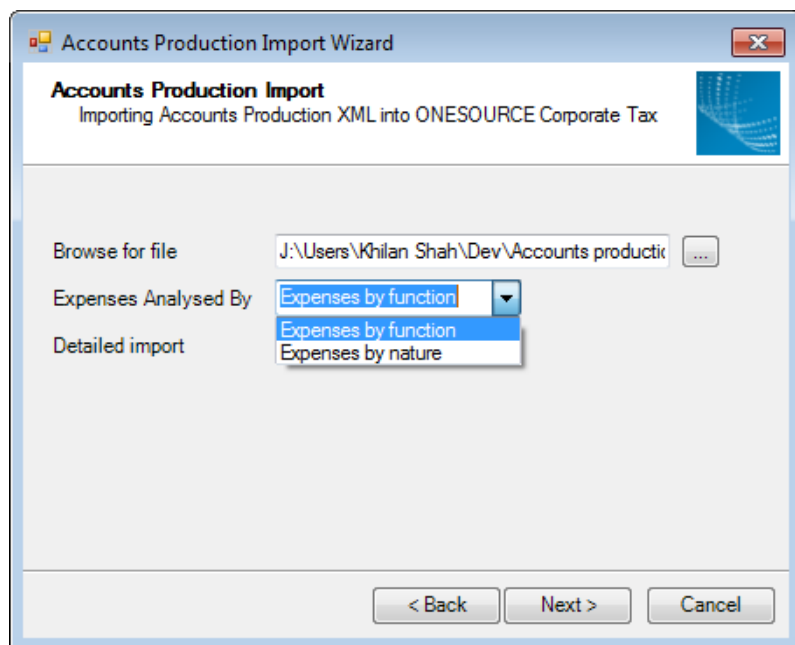 Accounts Production Import Wizard
Accounts Production Import
Importing Accounts Production XML into ONESOURCE Corporate Tax
Browse for file J:\Users\Khilan Shah\Dev\Accounts productic ...
Expenses Analysed By Expenses by function
Expenses by function
Detailed import
Expenses by nature
< Back Next > Cancel